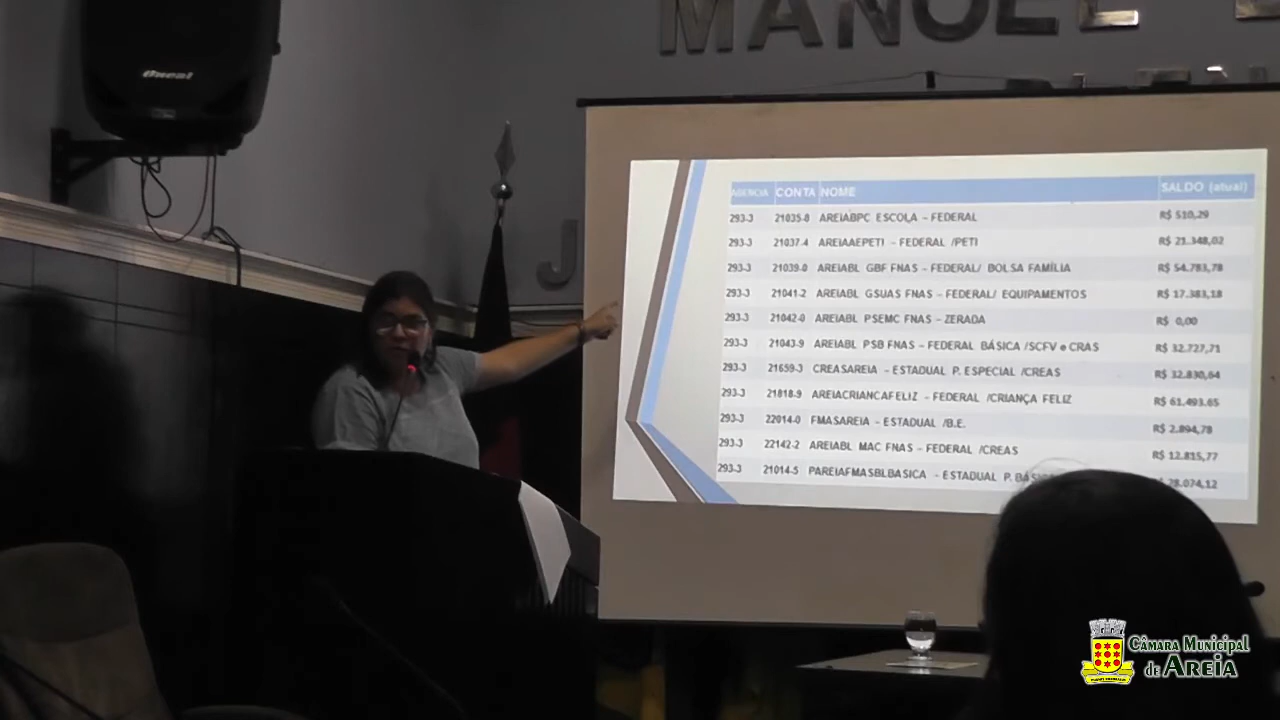 MANOEL
Oneal
J
AGENCIA CONTA NOME SALDO (atual)
293-3 21035-8 AREIABPC ESCOLA – FEDERAL R$ 510,29
293-3 21037-4 AREIAAEPETI – FEDERAL /PETI R$ 21.348,02
293-3 21039-0 AREIABL GBF FNAS – FEDERAL/ BOLSA FAMÍLIA R$ 54.783,78
293-3 21041-2 AREIABL GSUAS FNAS – FEDERAL/ EQUIPAMENTOS R$ 17.383,18
293-3 21042-0 AREIABL PSEMC FNAS – ZERADA R$ 0,00
293-3 21043-9 AREIABL PSB FNAS – FEDERAL BÁSICA /SCFV e CRAS R$ 32.727,71
293-3 21659-3 CREASAREIA – ESTADUAL P. ESPECIAL /CREAS R$ 32.830,64
293-3 21818-9 AREIACRIANCAFELIZ – FEDERAL /CRIANÇA FELIZ R$ 61.493.65
293-3 22014-0 FMASAREIA – ESTADUAL /B.E. R$ 2.894,78
293-3 22142-2 AREIABL MAC FNAS – FEDERAL /CREAS R$ 12.815,77
293-3 21014-5 PAREIAFMASBLBASICA – ESTADUAL P. 28.074,12
CÂMARA MUNICIPAL
DE AREIA